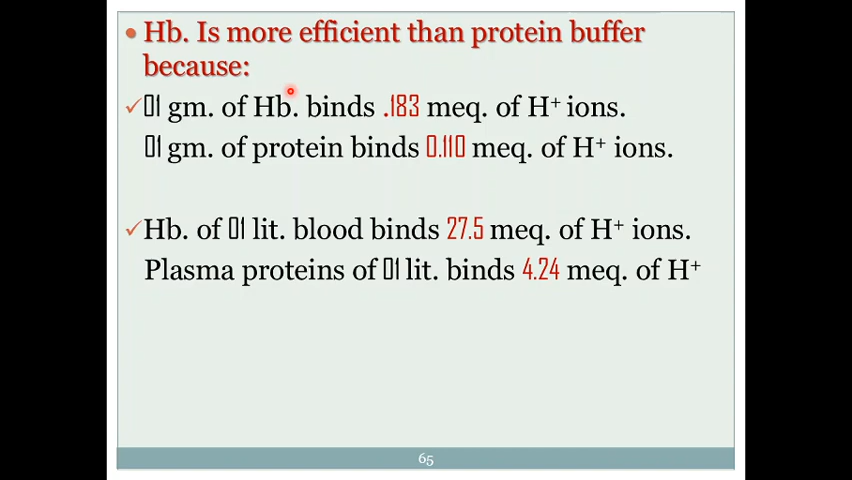 • Hb. Is more efficient than protein buffer
because:
✓01 gm. of Hb. binds .183 meq. of H⁺ ions.
01 gm. of protein binds 0.110 meq. of H⁺ ions.
✓Hb. of 01 lit. blood binds 27.5 meq. of H⁺ ions.
Plasma proteins of 01 lit. binds 4.24 meq. of H⁺
65